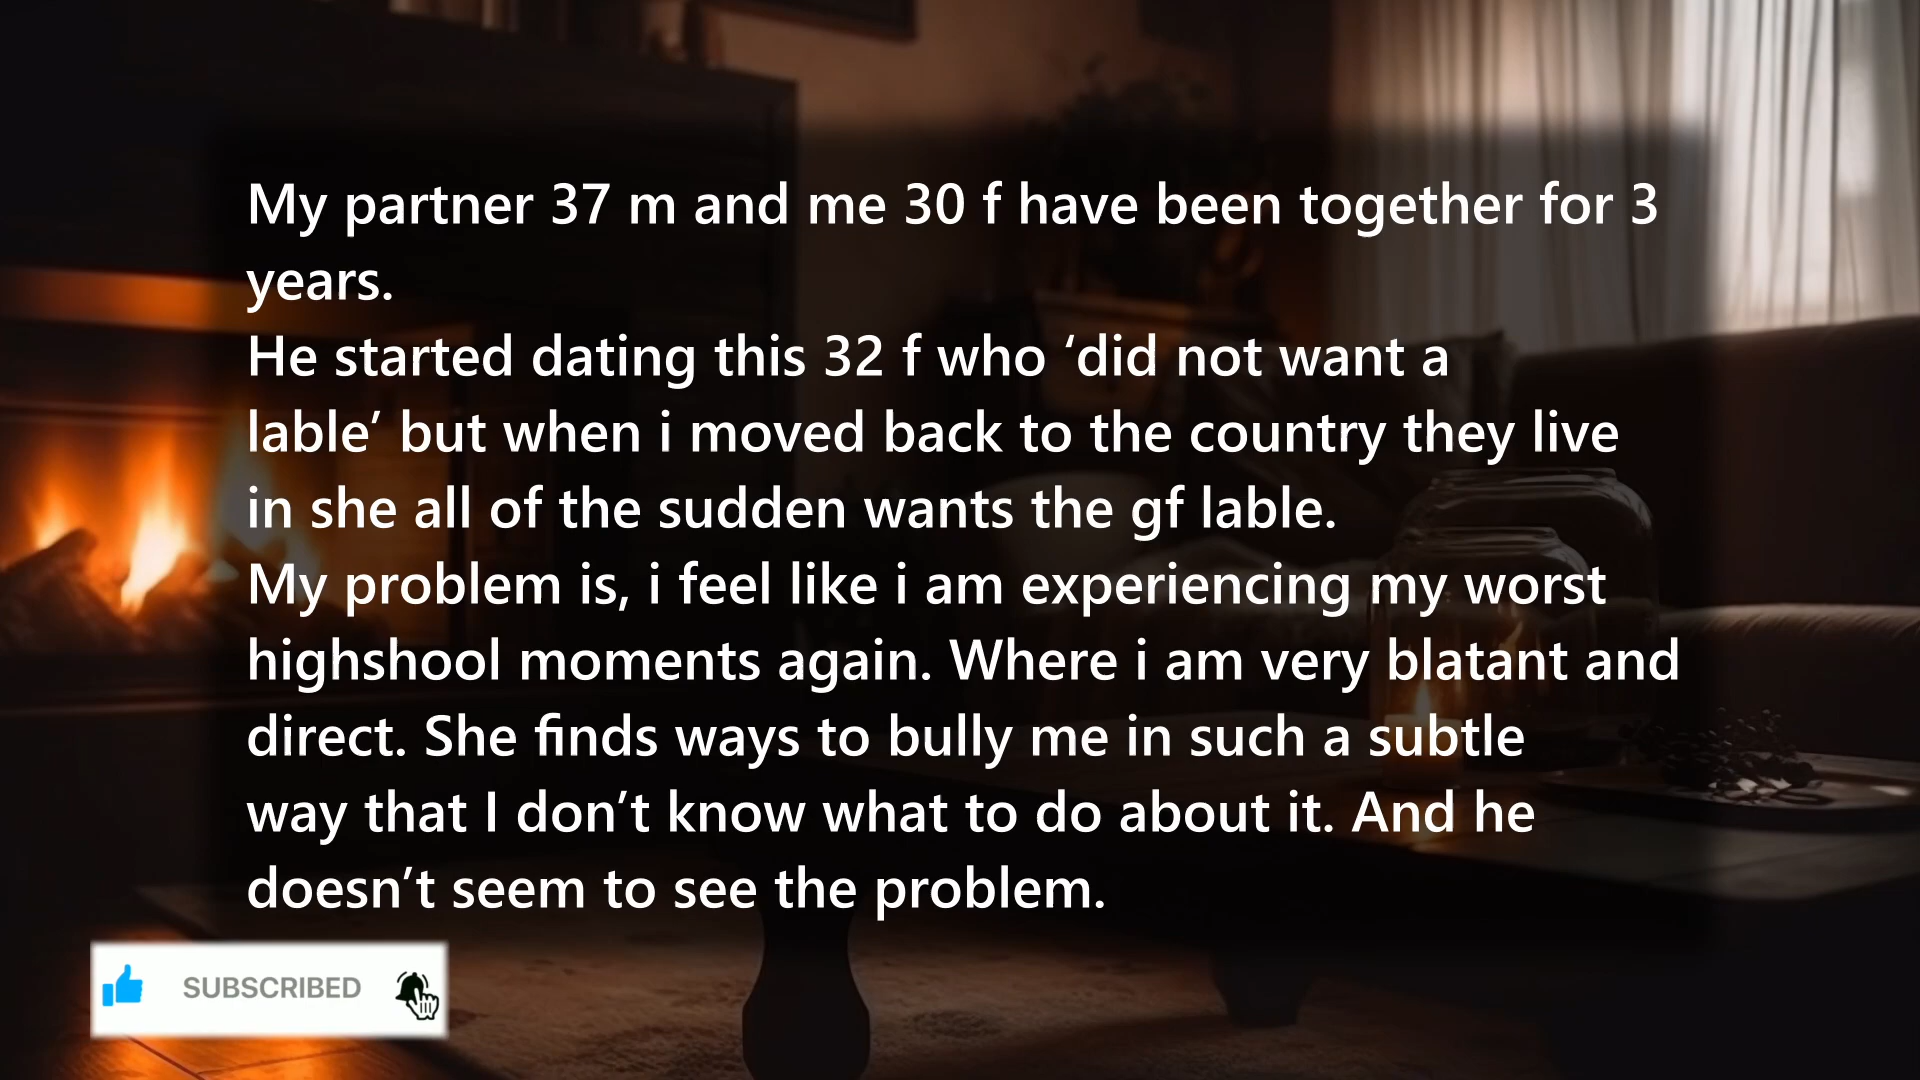 My partner 37 m and me 30 f have been together for 3
years.
He started dating this 32 f who ‘did not want a
lable’ but when i moved back to the country they live
in she all of the sudden wants the gf lable.
My problem is, i feel like i am experiencing my worst
highshool moments again. Where i am very blatant and
direct. She finds ways to bully me in such a subtle
way that I don’t know what to do about it. And he
doesn’t seem to see the problem.
SUBSCRIBED